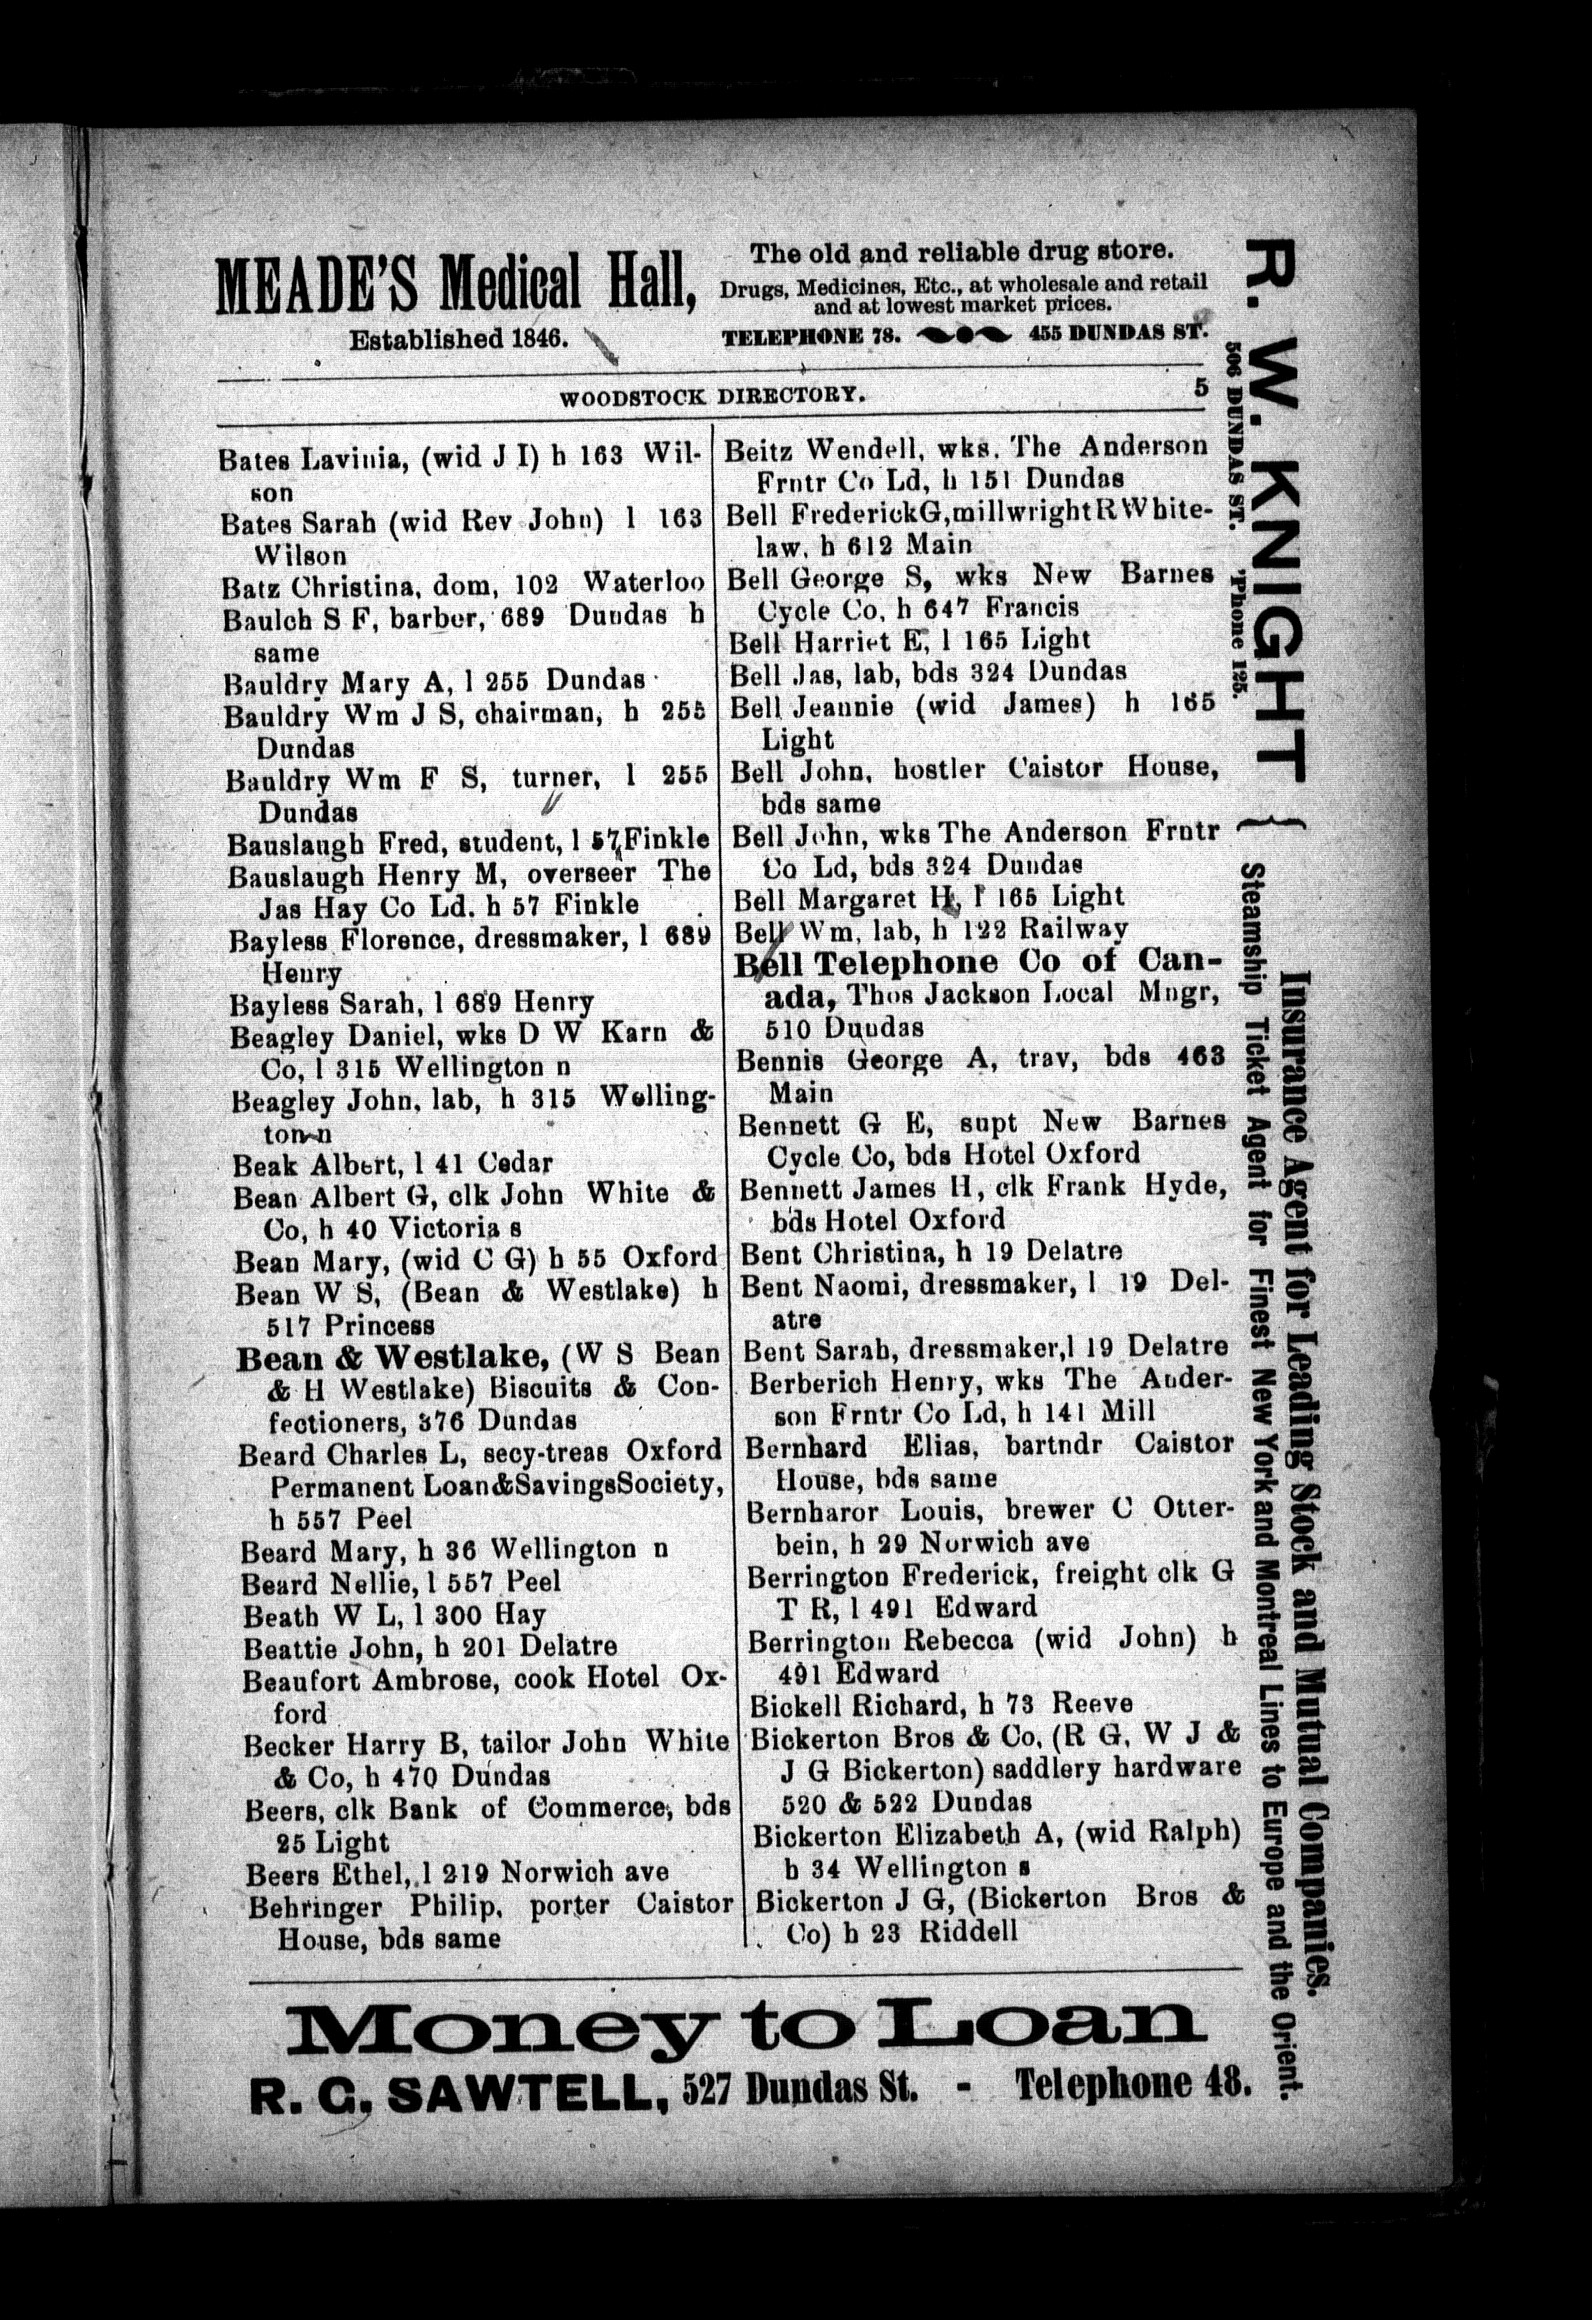 MEADE'S Medical Hall,
Established 1846.
The old and reliable drug store.
Drugs, Medicines, Etc., at wholesale and retail
and at lowest market prices.
TELEPHONE 78. 455 DUNDAS ST.
WOODSTOCK DIRECTORY. 5
Bates Lavinia, (wid J I) h 163 Wil-
son
Bates Sarah (wid Rev John) l 163
Wilson
Batz Christina, dom, 102 Waterloo
Baulch S F, barber, 689 Dundas h
same
Bauldry Mary A, l 255 Dundas
Bauldry Wm J S, chairman, h 255
Dundas
Bauldry Wm F S, turner, l 255
Dundas
Bauslaugh Fred, student, l 57 Finkle
Bauslaugh Henry M, overseer The
Jas Hay Co Ld. h 57 Finkle
Bayless Florence, dressmaker, l 689
Henry
Bayless Sarah, l 689 Henry
Beagley Daniel, wks D W Karn &
Co, l 315 Wellington n
Beagley John, lab, h 315 Welling-
ton n
Beak Albert, l 41 Cedar
Bean Albert G, clk John White &
Co, h 40 Victoria s
Bean Mary, (wid C G) h 55 Oxford
Bean W S, (Bean & Westlake) h
517 Princess
Bean & Westlake, (W S Bean
& H Westlake) Biscuits & Con-
fectioners, 376 Dundas
Beard Charles L, secy-treas Oxford
Permanent Loan&SavingsSociety,
h 557 Peel
Beard Mary, h 36 Wellington n
Beard Nellie, l 557 Peel
Beath W L, l 300 Hay
Beattie John, h 201 Delatre
Beaufort Ambrose, cook Hotel Ox-
ford
Becker Harry B, tailor John White
& Co, h 470 Dundas
Beers, clk Bank of Commerce, bds
25 Light
Beers Ethel, l 219 Norwich ave
Behringer Philip, porter Caistor
House, bds same
Beitz Wendell, wks. The Anderson
Frntr Co Ld, h 151 Dundas
Bell FrederickG,millwrightRWhite-
law, h 612 Main
Bell George S, wks New Barnes
Cycle Co, h 647 Francis
Bell Harriet E, l 165 Light
Bell Jas, lab, bds 324 Dundas
Bell Jeannie (wid James) h 165
Light
Bell John, hostler Caistor House,
bds same
Bell John, wks The Anderson Frntr
Co Ld, bds 324 Dundas
Bell Margaret H, l 165 Light
Bell Wm, lab, h 122 Railway
Bell Telephone Co of Can-
ada, Thos Jackson Local Mngr,
510 Dundas
Bennis George A, trav, bds 463
Main
Bennett G E, supt New Barnes
Cycle Co, bds Hotel Oxford
Bennett James H, clk Frank Hyde,
bds Hotel Oxford
Bent Christina, h 19 Delatre
Bent Naomi, dressmaker, l 19 Del-
atre
Bent Sarah, dressmaker,l 19 Delatre
Berberich Henry, wks The Ander-
son Frntr Co Ld, h 141 Mill
Bernhard Elias, bartndr Caistor
House, bds same
Bernharor Louis, brewer C Otter-
bein, h 29 Norwich ave
Berrington Frederick, freight clk G
T R, l 491 Edward
Berrington Rebecca (wid John) h
491 Edward
Bickell Richard, h 73 Reeve
Bickerton Bros & Co, (R G, W J &
J G Bickerton) saddlery hardware
520 & 522 Dundas
Bickerton Elizabeth A, (wid Ralph)
h 34 Wellington s
Bickerton J G, (Bickerton Bros &
Co) h 23 Riddell
R. W. KNIGHT {
506 DUNDAS ST. 'Phone 125.
Insurance Agent for Leading Stock and Mutual Companies.
Steamship Ticket Agent for Finest New York and Montreal Lines to Europe and the Orient.
Money to Loan
R. G. SAWTELL, 527 Dundas St. - Telephone 48.